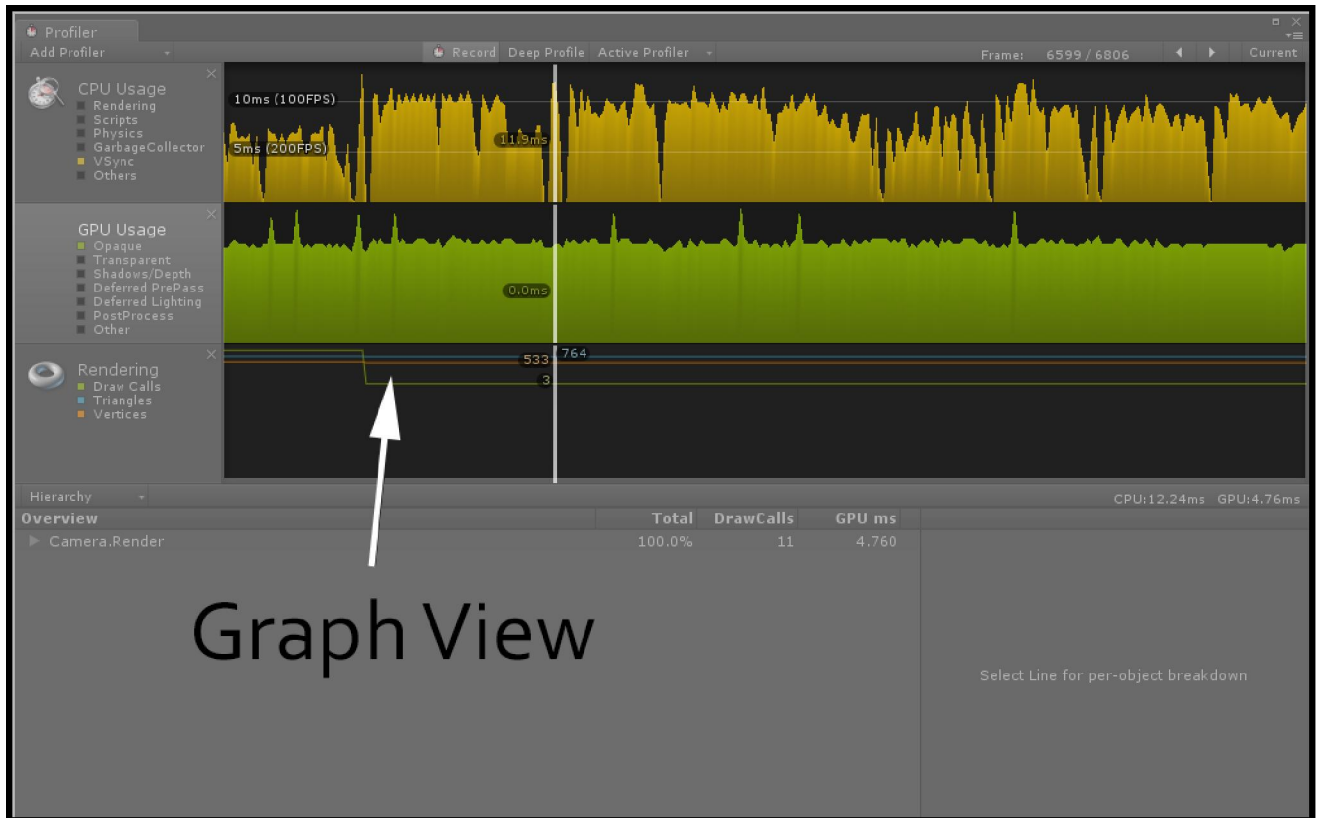 Profiler
Add Profiler
Record Deep Profile Active Profiler
Frame: 6599 / 6806
Current
CPU Usage
Rendering
Scripts
Physics
GarbageCollector
VSync
Others
10ms (100FPS)
5ms (200FPS)
11.9ms
GPU Usage
Opaque
Transparent
Shadows/Depth
Deferred PrePass
Deferred Lighting
PostProcess
Other
0.0ms
Rendering
Draw Calls
Triangles
Vertices
533
764
3
Hierarchy
CPU:12.24ms GPU:4.76ms
Overview Total DrawCalls GPU ms
Camera.Render 100.0% 11 4.760
Graph View
Select Line for per-object breakdown